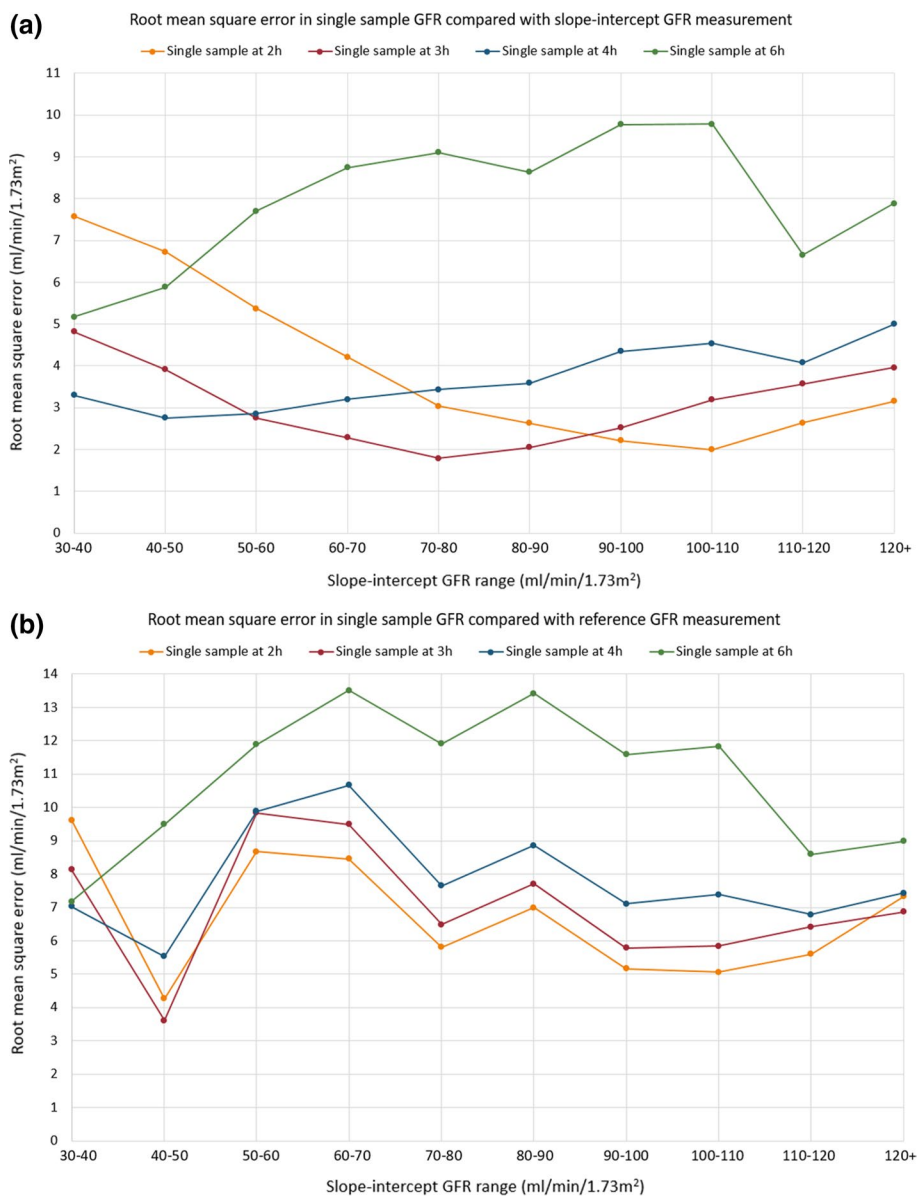 (a)
Root mean square error in single sample GFR compared with slope-intercept GFR measurement
Single sample at 2h Single sample at 3h Single sample at 4h Single sample at 6h
Root mean square error (ml/min/1.73m²)
11
10
9
8
7
6
5
4
3
2
1
0
30-40 40-50 50-60 60-70 70-80 80-90 90-100 100-110 110-120 120+
Slope-intercept GFR range (ml/min/1.73m²)
(b)
Root mean square error in single sample GFR compared with reference GFR measurement
Single sample at 2h Single sample at 3h Single sample at 4h Single sample at 6h
Root mean square error (ml/min/1.73m²)
14
13
12
11
10
9
8
7
6
5
4
3
2
1
0
30-40 40-50 50-60 60-70 70-80 80-90 90-100 100-110 110-120 120+
Slope-intercept GFR range (ml/min/1.73m²)